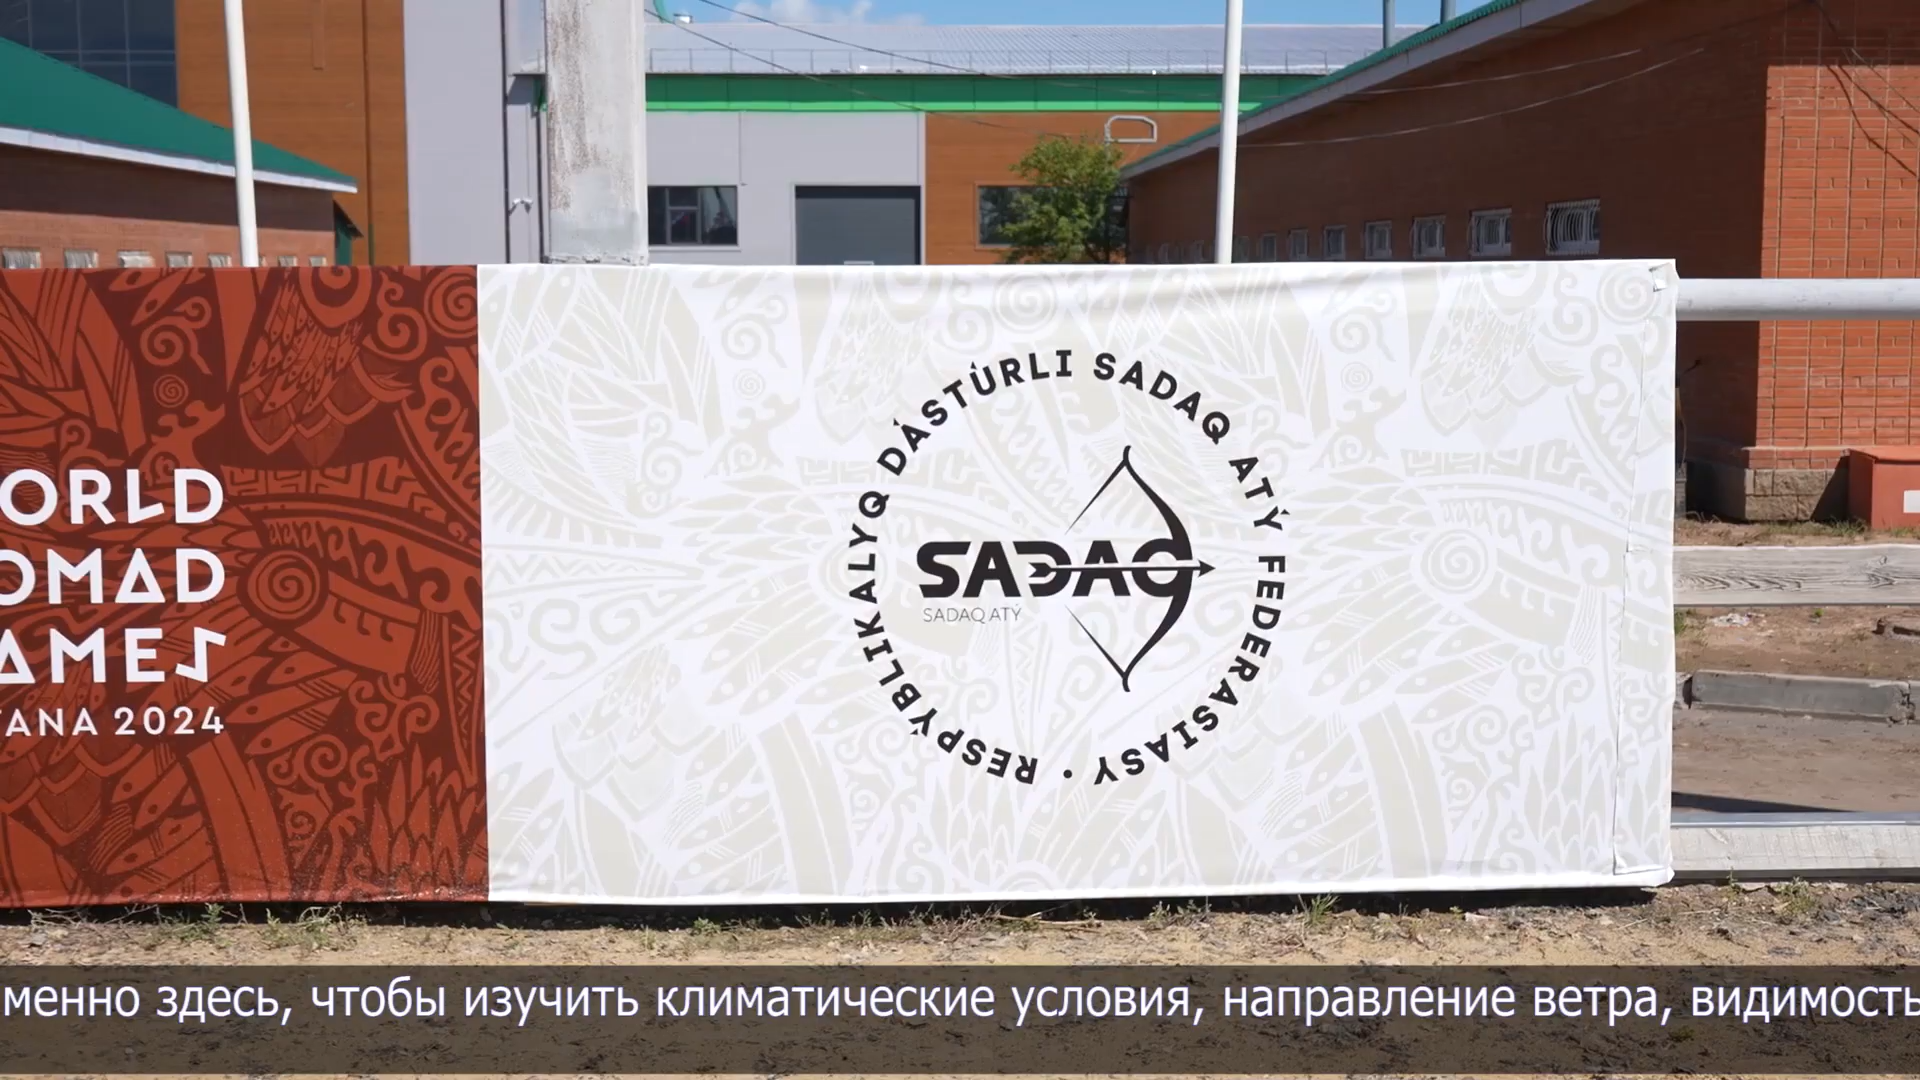 ORLD
OMAD
AMES
TANA 2024
RESPÝBLIKALYQ DÁSTÚRLI SADAQ ATÝ FEDERASIASY •
SADAQ
SADAQ ATÝ
менно здесь, чтобы изучить климатические условия, направление ветра, видимость